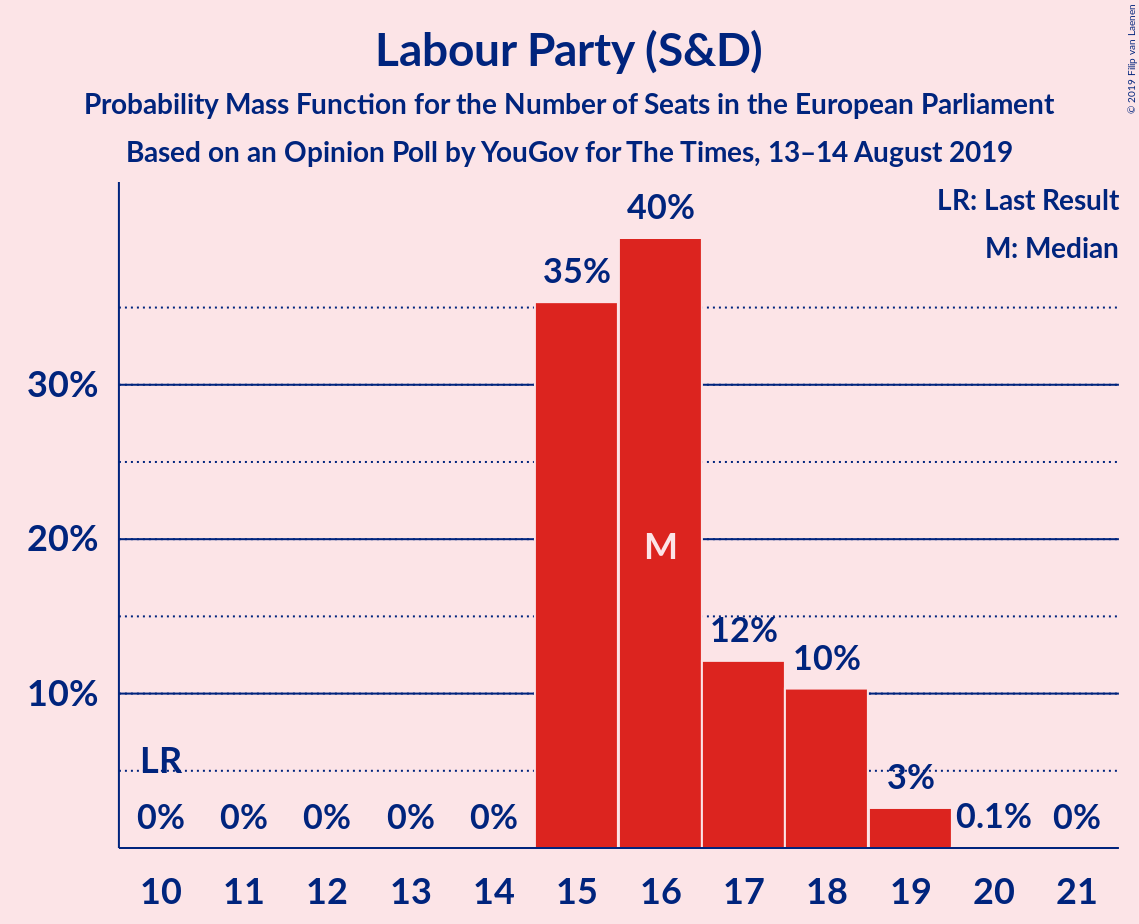 Labour Party (S&D)
Probability Mass Function for the Number of Seats in the European Parliament
Based on an Opinion Poll by YouGov for The Times, 13–14 August 2019
© 2019 Filip van Laenen
LR: Last Result
M: Median
40%
35%
30%
20%
M
12%
10%
10%
LR
3%
0% 0% 0% 0% 0% 0.1% 0%
10 11 12 13 14 15 16 17 18 19 20 21